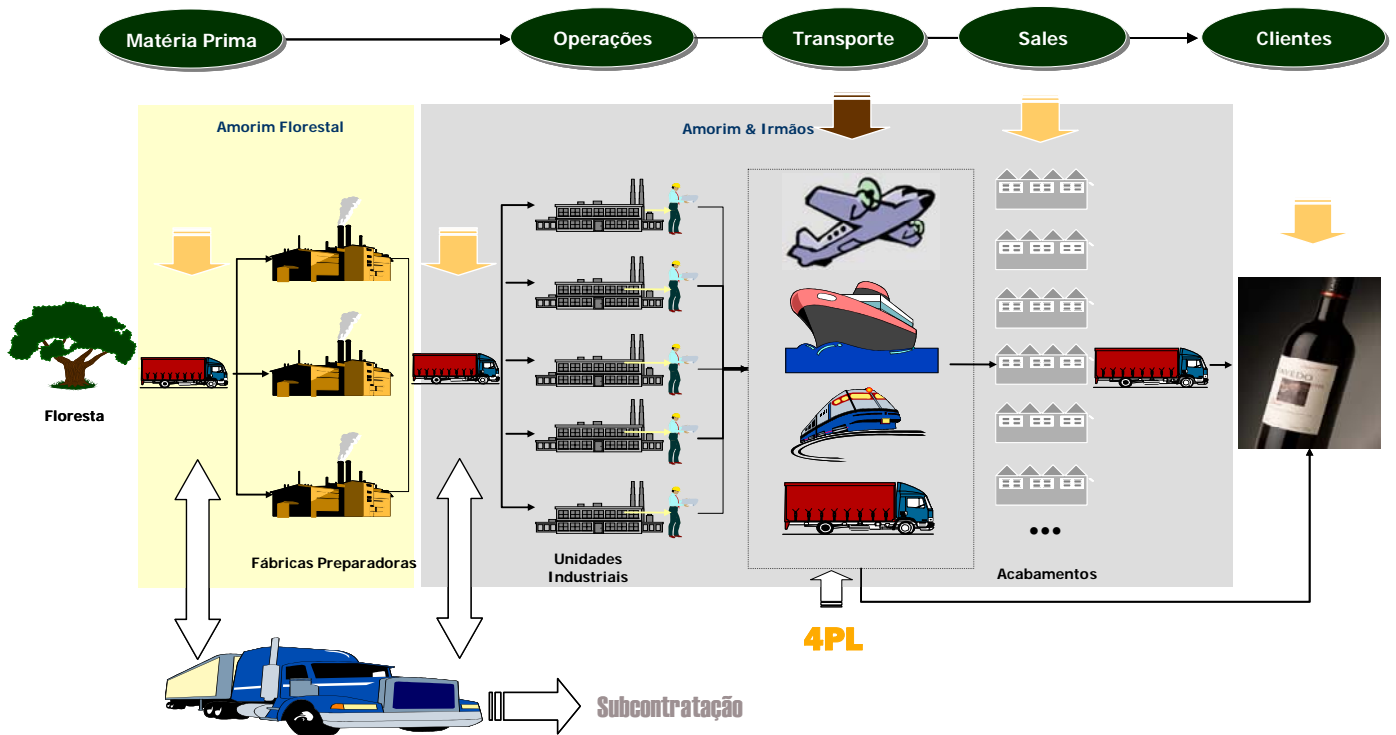 Matéria Prima
Operações
Transporte
Sales
Clientes
Amorim Florestal
Amorim & Irmãos
Floresta
Fábricas Preparadoras
Unidades
Industriais
Acabamentos
4PL
Subcontratação